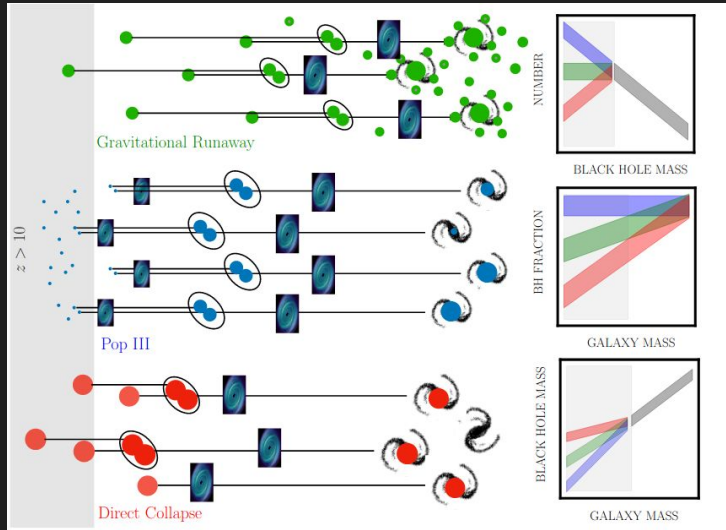 z > 10
Gravitational Runaway
Pop III
Direct Collapse
NUMBER
BLACK HOLE MASS
BH FRACTION
GALAXY MASS
BLACK HOLE MASS
GALAXY MASS